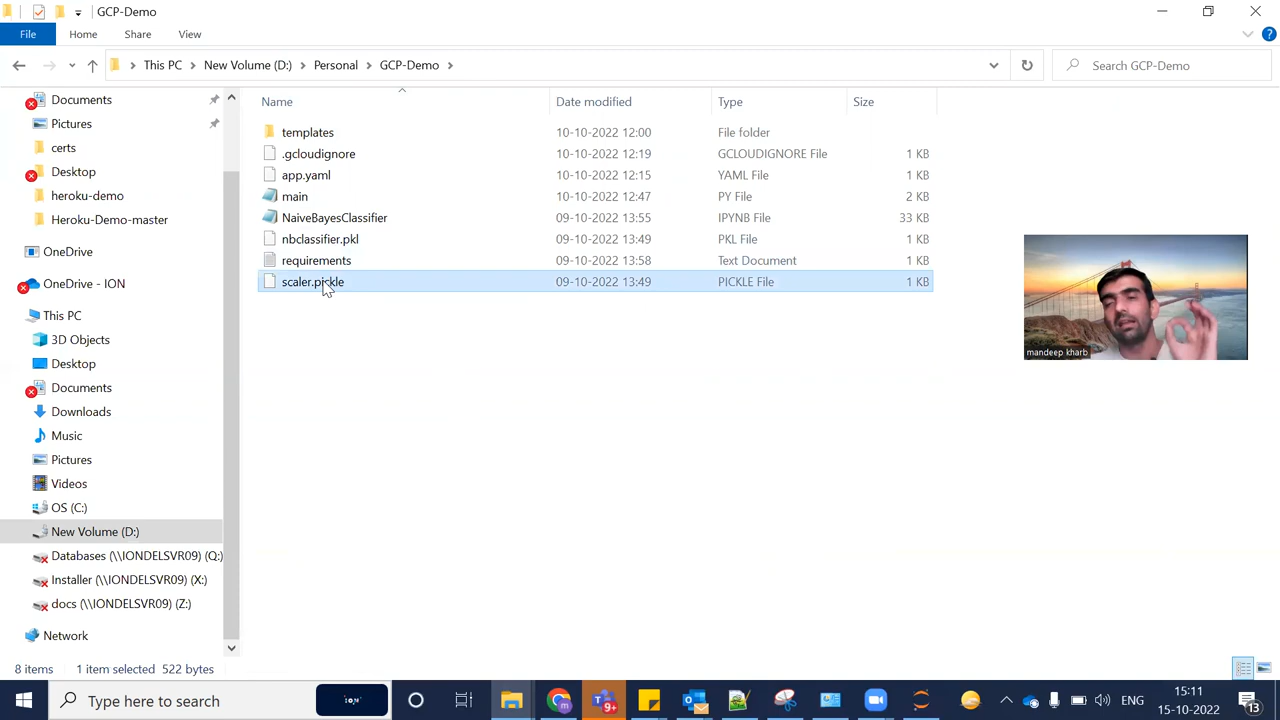 GCP-Demo
File
Home
Share
View
?
This PC
New Volume (D:)
Personal
GCP-Demo
Search GCP-Demo
Documents
Pictures
certs
Desktop
heroku-demo
Heroku-Demo-master
OneDrive
OneDrive - ION
This PC
3D Objects
Desktop
Documents
Downloads
Music
Pictures
Videos
OS (C:)
New Volume (D:)
Databases (\\IONDELSVR09) (Q:)
Installer (\\IONDELSVR09) (X:)
docs (\\IONDELSVR09) (Z:)
Network
Name Date modified Type Size
templates 10-10-2022 12:00 File folder
.gcloudignore 10-10-2022 12:19 GCLOUDIGNORE File 1 KB
app.yaml 10-10-2022 12:15 YAML File 1 KB
main 10-10-2022 12:47 PY File 2 KB
NaiveBayesClassifier 09-10-2022 13:55 IPYNB File 33 KB
nbclassifier.pkl 09-10-2022 13:49 PKL File 1 KB
requirements 09-10-2022 13:58 Text Document 1 KB
scaler.pickle 09-10-2022 13:49 PICKLE File 1 KB
mandeep kharb
8 items 1 item selected 522 bytes
Type here to search
ION
9+
ENG
15:11
15-10-2022
13